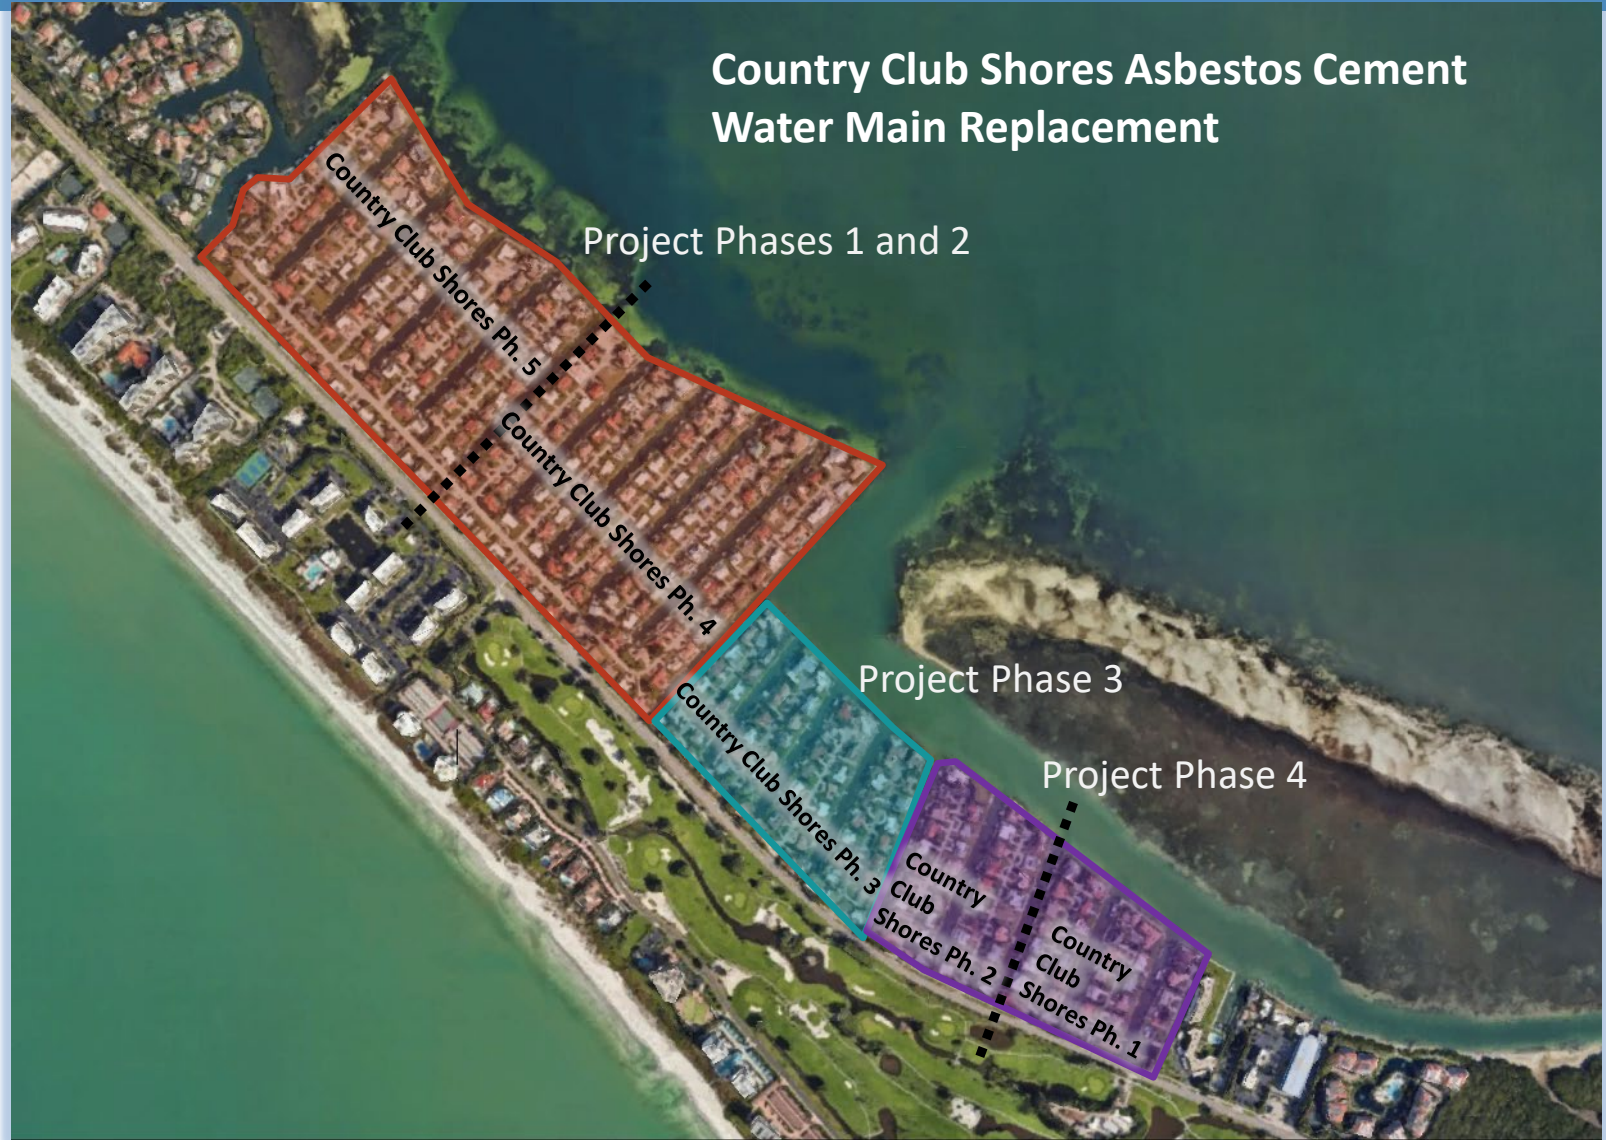 Country Club Shores Asbestos Cement
Water Main Replacement
Project Phases 1 and 2
Country Club Shores Ph. 5
Country Club Shores Ph. 4
Project Phase 3
Country Club Shores Ph. 3
Project Phase 4
Country
Club
Shores Ph. 2
Country
Club
Shores Ph. 1